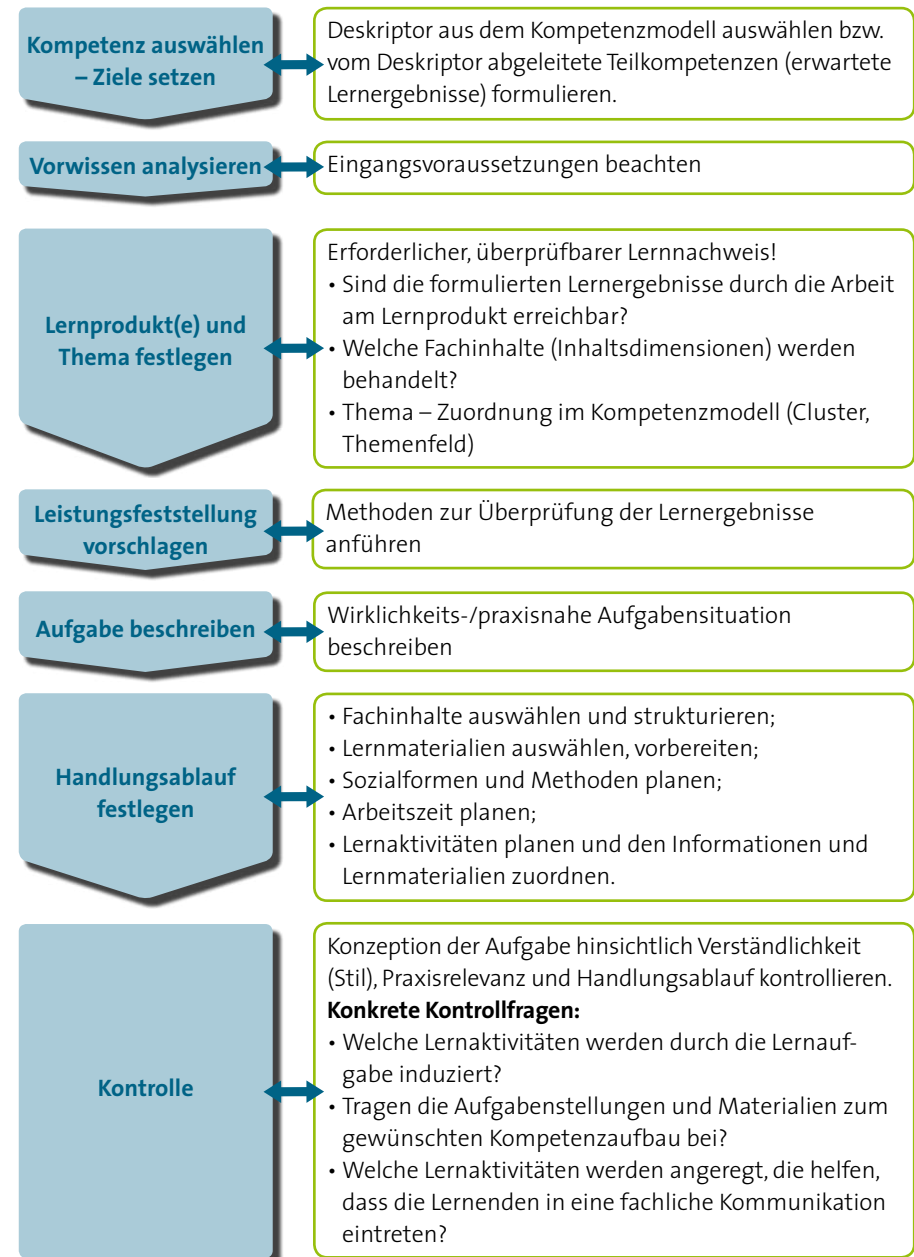 Kompetenz auswählen
– Ziele setzen
Deskriptor aus dem Kompetenzmodell auswählen bzw.
vom Deskriptor abgeleitete Teilkompetenzen (erwartete
Lernergebnisse) formulieren.
Vorwissen analysieren
Eingangsvoraussetzungen beachten
Lernprodukt(e) und
Thema festlegen
Erforderlicher, überprüfbarer Lernnachweis!
• Sind die formulierten Lernergebnisse durch die Arbeit
am Lernprodukt erreichbar?
• Welche Fachinhalte (Inhaltsdimensionen) werden
behandelt?
• Thema – Zuordnung im Kompetenzmodell (Cluster,
Themenfeld)
Leistungsfeststellung
vorschlagen
Methoden zur Überprüfung der Lernergebnisse
anführen
Aufgabe beschreiben
Wirklichkeits-/praxisnahe Aufgabensituation
beschreiben
Handlungsablauf
festlegen
• Fachinhalte auswählen und strukturieren;
• Lernmaterialien auswählen, vorbereiten;
• Sozialformen und Methoden planen;
• Arbeitszeit planen;
• Lernaktivitäten planen und den Informationen und
Lernmaterialien zuordnen.
Kontrolle
Konzeption der Aufgabe hinsichtlich Verständlichkeit
(Stil), Praxisrelevanz und Handlungsablauf kontrollieren.
Konkrete Kontrollfragen:
• Welche Lernaktivitäten werden durch die Lernauf-
gabe induziert?
• Tragen die Aufgabenstellungen und Materialien zum
gewünschten Kompetenzaufbau bei?
• Welche Lernaktivitäten werden angeregt, die helfen,
dass die Lernenden in eine fachliche Kommunikation
eintreten?